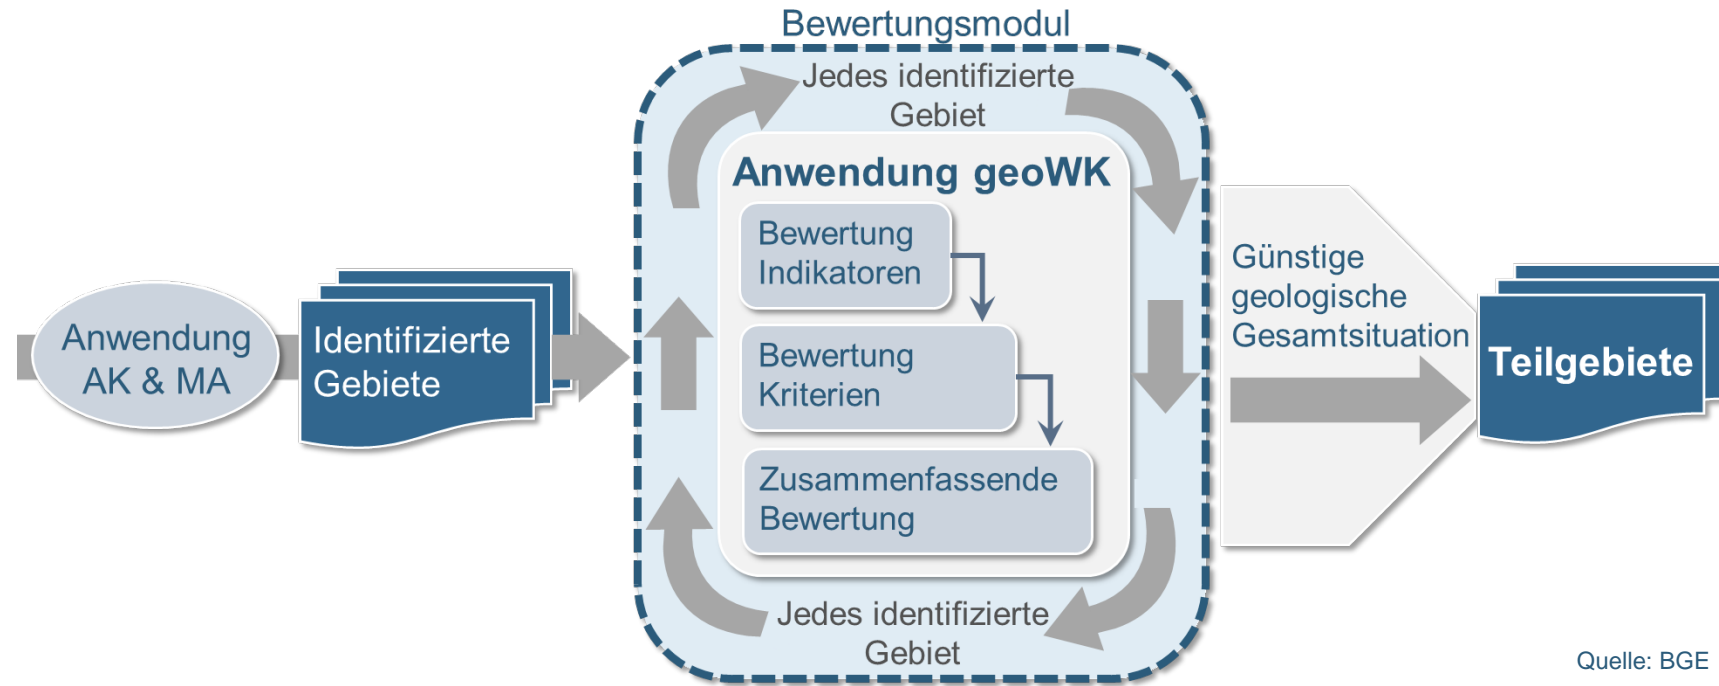 Bewertungsmodul
Jedes identifizierte
Gebiet
Anwendung geoWK
Bewertung
Indikatoren
Bewertung
Kriterien
Zusammenfassende
Bewertung
Jedes identifizierte
Gebiet
Anwendung
AK & MA
Identifizierte
Gebiete
Günstige
geologische
Gesamtsituation
Teilgebiete
Quelle: BGE